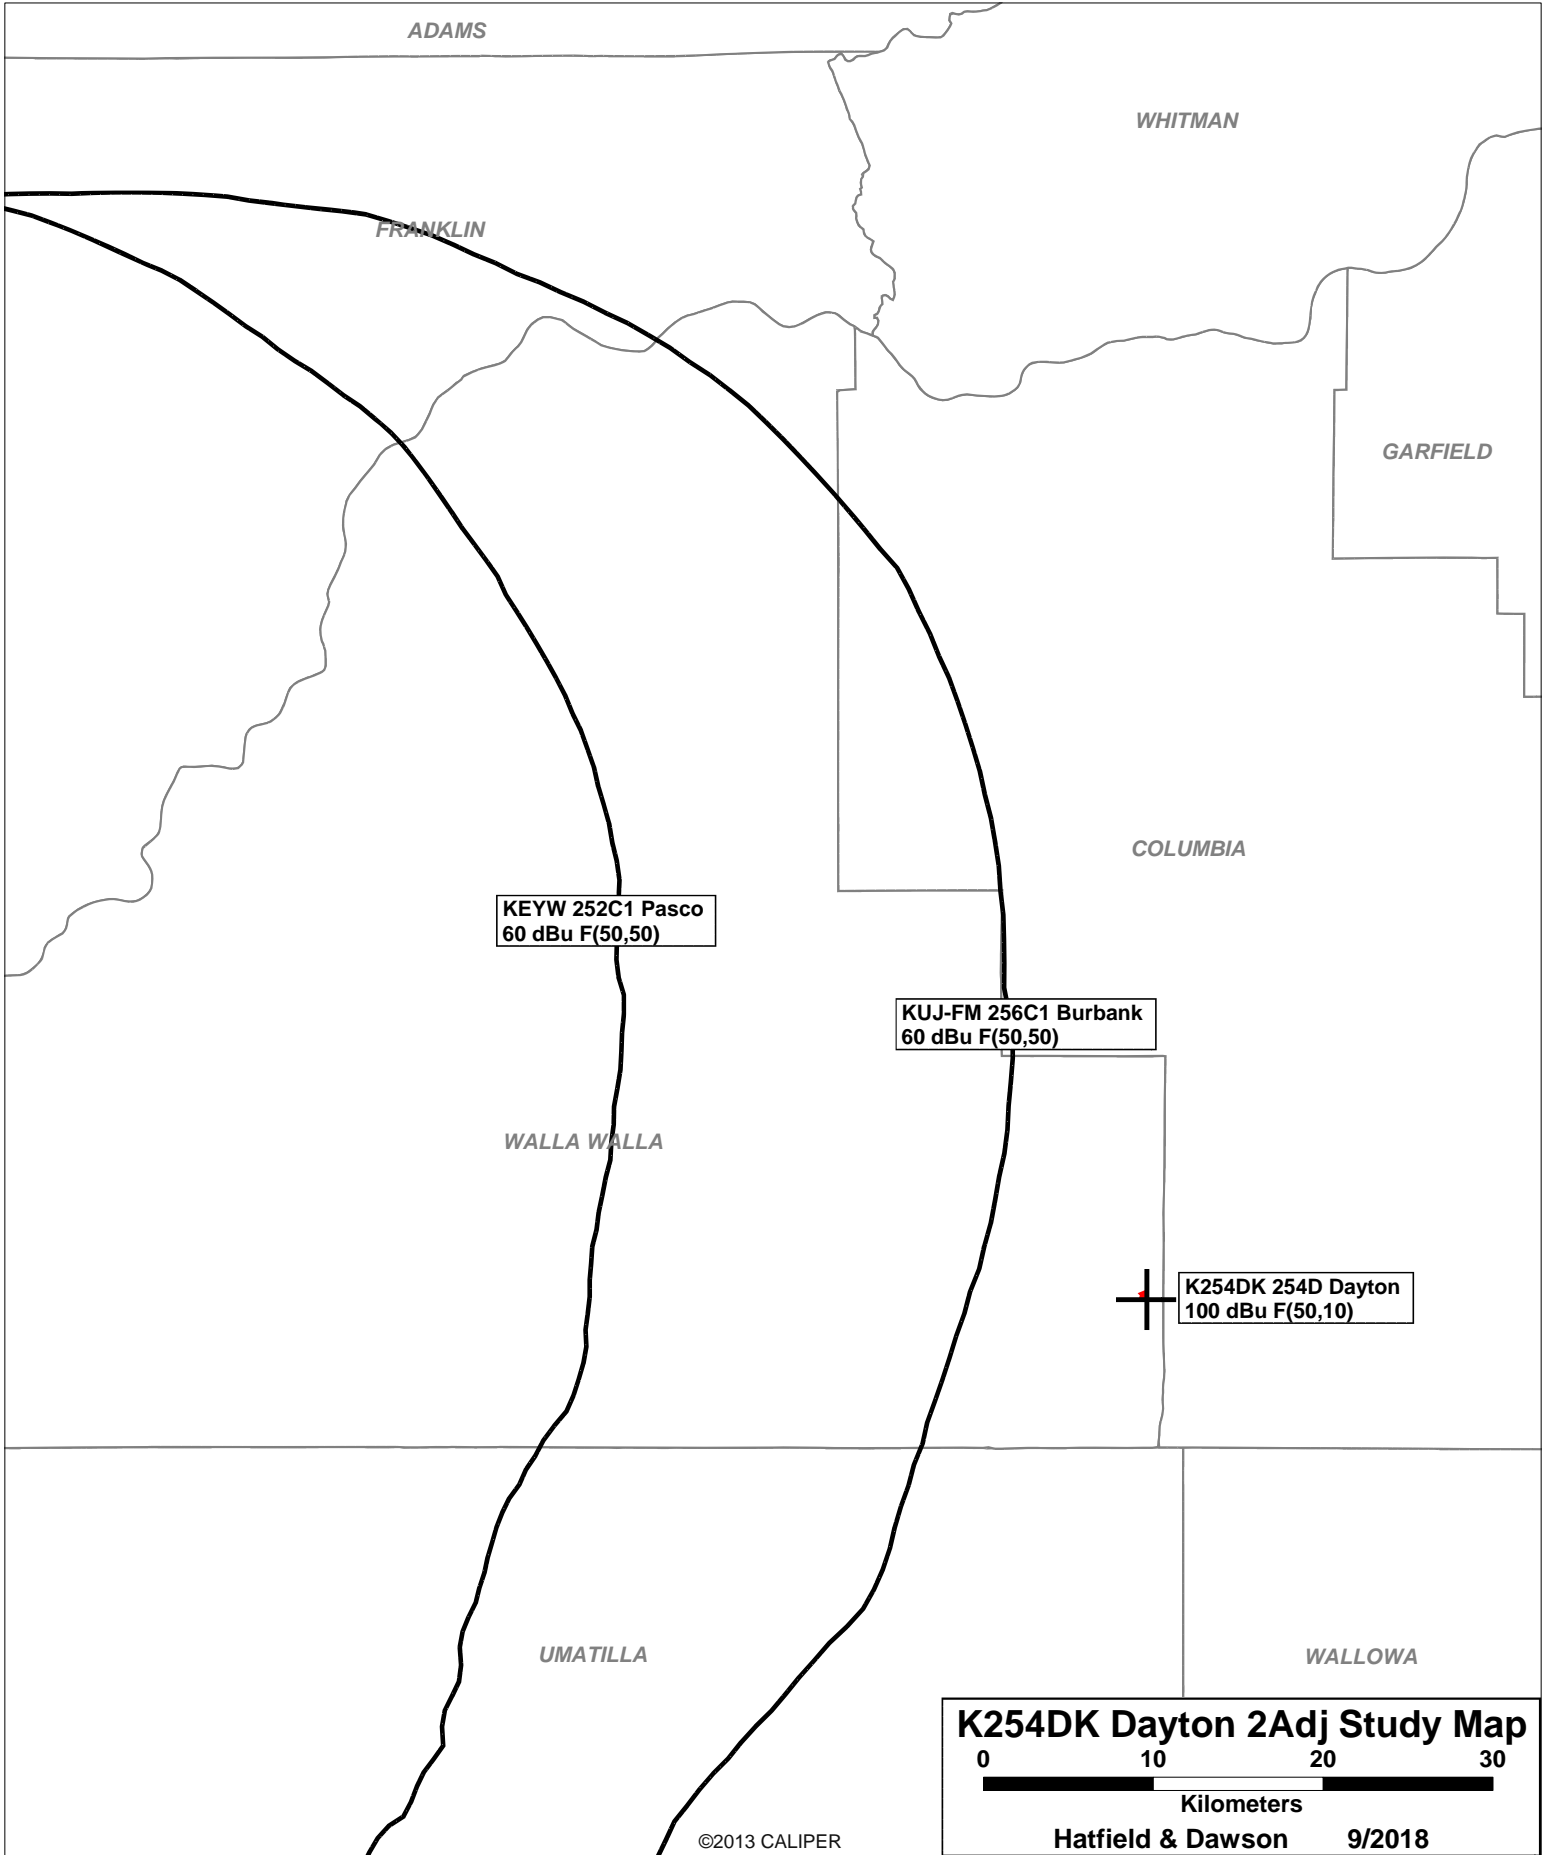 ADAMS
WHITMAN
FRANKLIN
GARFIELD
COLUMBIA
KEYW 252C1 Pasco
60 dBu F(50,50)
KUJ-FM 256C1 Burbank
60 dBu F(50,50)
WALLA WALLA
K254DK 254D Dayton
100 dBu F(50,10)
UMATILLA
WALLOWA
K254DK Dayton 2Adj Study Map
0 10 20 30
Kilometers
Hatfield & Dawson 9/2018
©2013 CALIPER